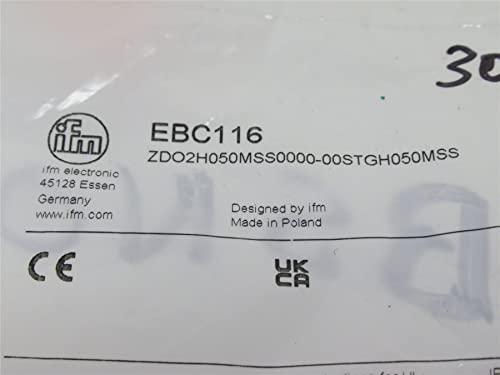 30
ifm
EBC116
ZDO2H050MSS0000-00STGH050MSS
ifm electronic
45128 Essen
Germany
www.ifm.com
Designed by ifm
Made in Poland
CE
UK
CA